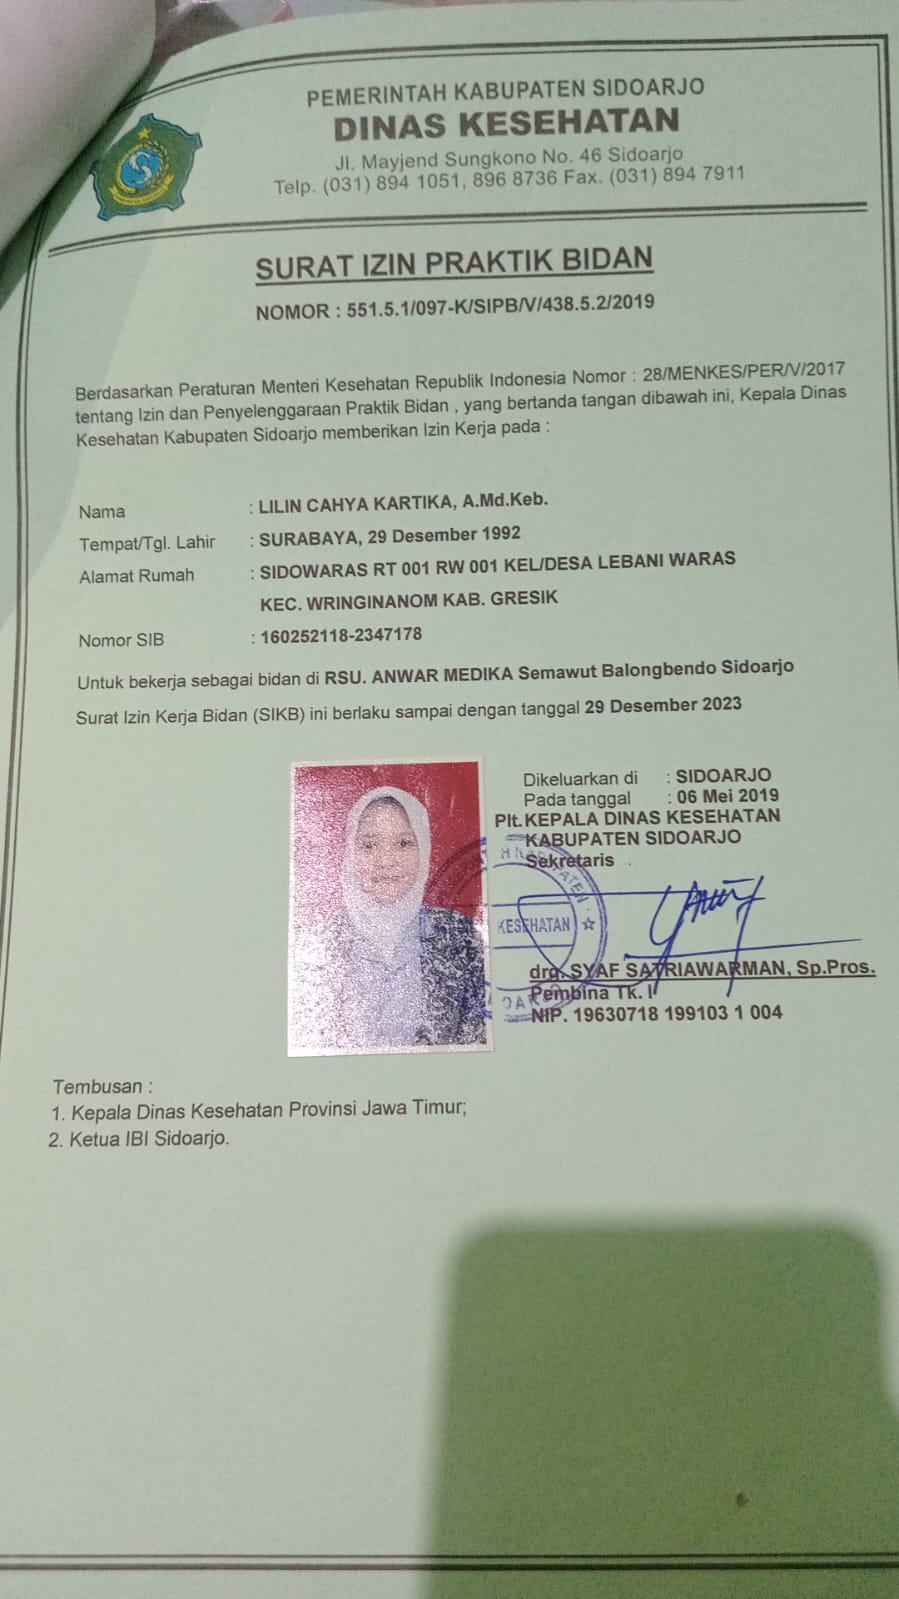 PEMERINTAH KABUPATEN SIDOARJO
DINAS KESEHATAN
Jl. Mayjend Sungkono No. 46 Sidoarjo
Telp. (031) 894 1051, 896 8736 Fax. (031) 894 7911
SURAT IZIN PRAKTIK BIDAN
NOMOR : 551.5.1/097-K/SIPB/V/438.5.2/2019
Berdasarkan Peraturan Menteri Kesehatan Republik Indonesia Nomor : 28/MENKES/PER/V/2017
tentang Izin dan Penyelenggaraan Praktik Bidan , yang bertanda tangan dibawah ini, Kepala Dinas
Kesehatan Kabupaten Sidoarjo memberikan Izin Kerja pada :
Nama : LILIN CAHYA KARTIKA, A.Md.Keb.
Tempat/Tgl. Lahir : SURABAYA, 29 Desember 1992
Alamat Rumah : SIDOWARAS RT 001 RW 001 KEL/DESA LEBANI WARAS
KEC. WRINGINANOM KAB. GRESIK
Nomor SIB : 160252118-2347178
Untuk bekerja sebagai bidan di RSU. ANWAR MEDIKA Semawut Balongbendo Sidoarjo
Surat Izin Kerja Bidan (SIKB) ini berlaku sampai dengan tanggal 29 Desember 2023
Dikeluarkan di : SIDOARJO
Pada tanggal : 06 Mei 2019
Plt. KEPALA DINAS KESEHATAN
KABUPATEN SIDOARJO
Sekretaris
KESEHATAN
drg. SYAF SATRIAWARMAN, Sp.Pros.
Pembina Tk. I
NIP. 19630718 199103 1 004
Tembusan :
1. Kepala Dinas Kesehatan Provinsi Jawa Timur;
2. Ketua IBI Sidoarjo.